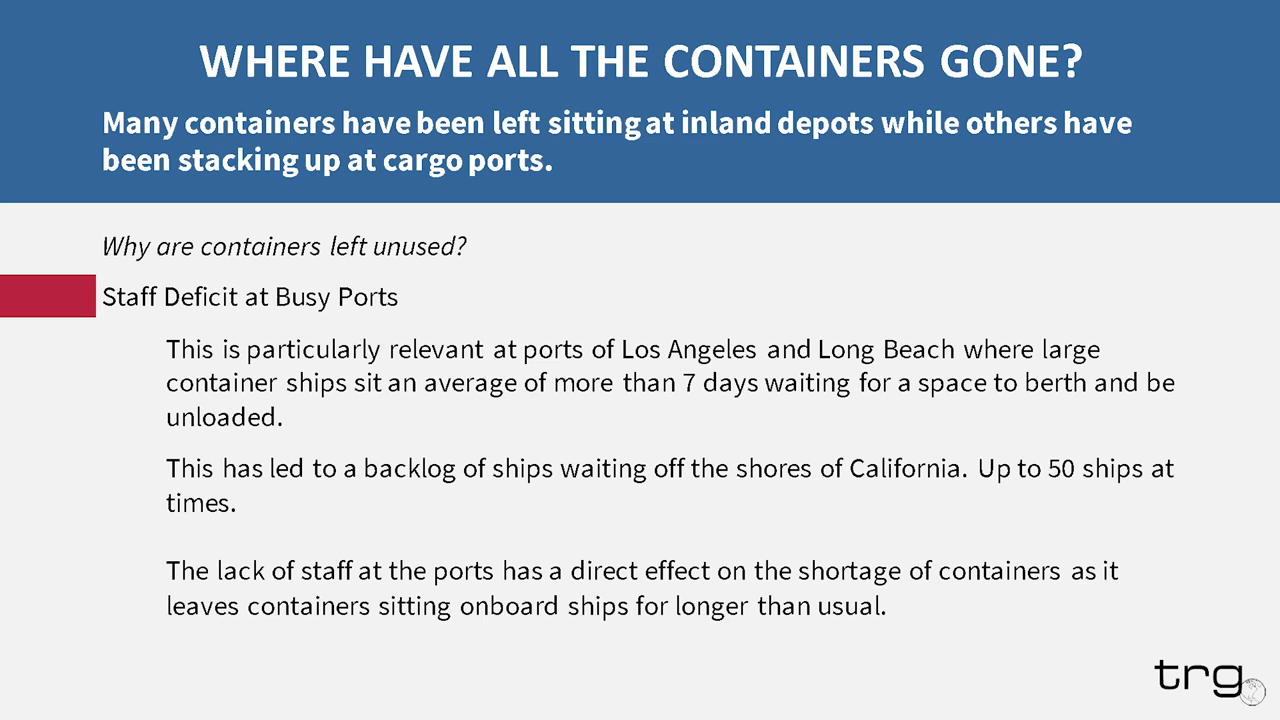 WHERE HAVE ALL THE CONTAINERS GONE?
Many containers have been left sitting at inland depots while others have
been stacking up at cargo ports.
Why are containers left unused?
Staff Deficit at Busy Ports
This is particularly relevant at ports of Los Angeles and Long Beach where large
container ships sit an average of more than 7 days waiting for a space to berth and be
unloaded.
This has led to a backlog of ships waiting off the shores of California. Up to 50 ships at
times.
The lack of staff at the ports has a direct effect on the shortage of containers as it
leaves containers sitting onboard ships for longer than usual.
trg